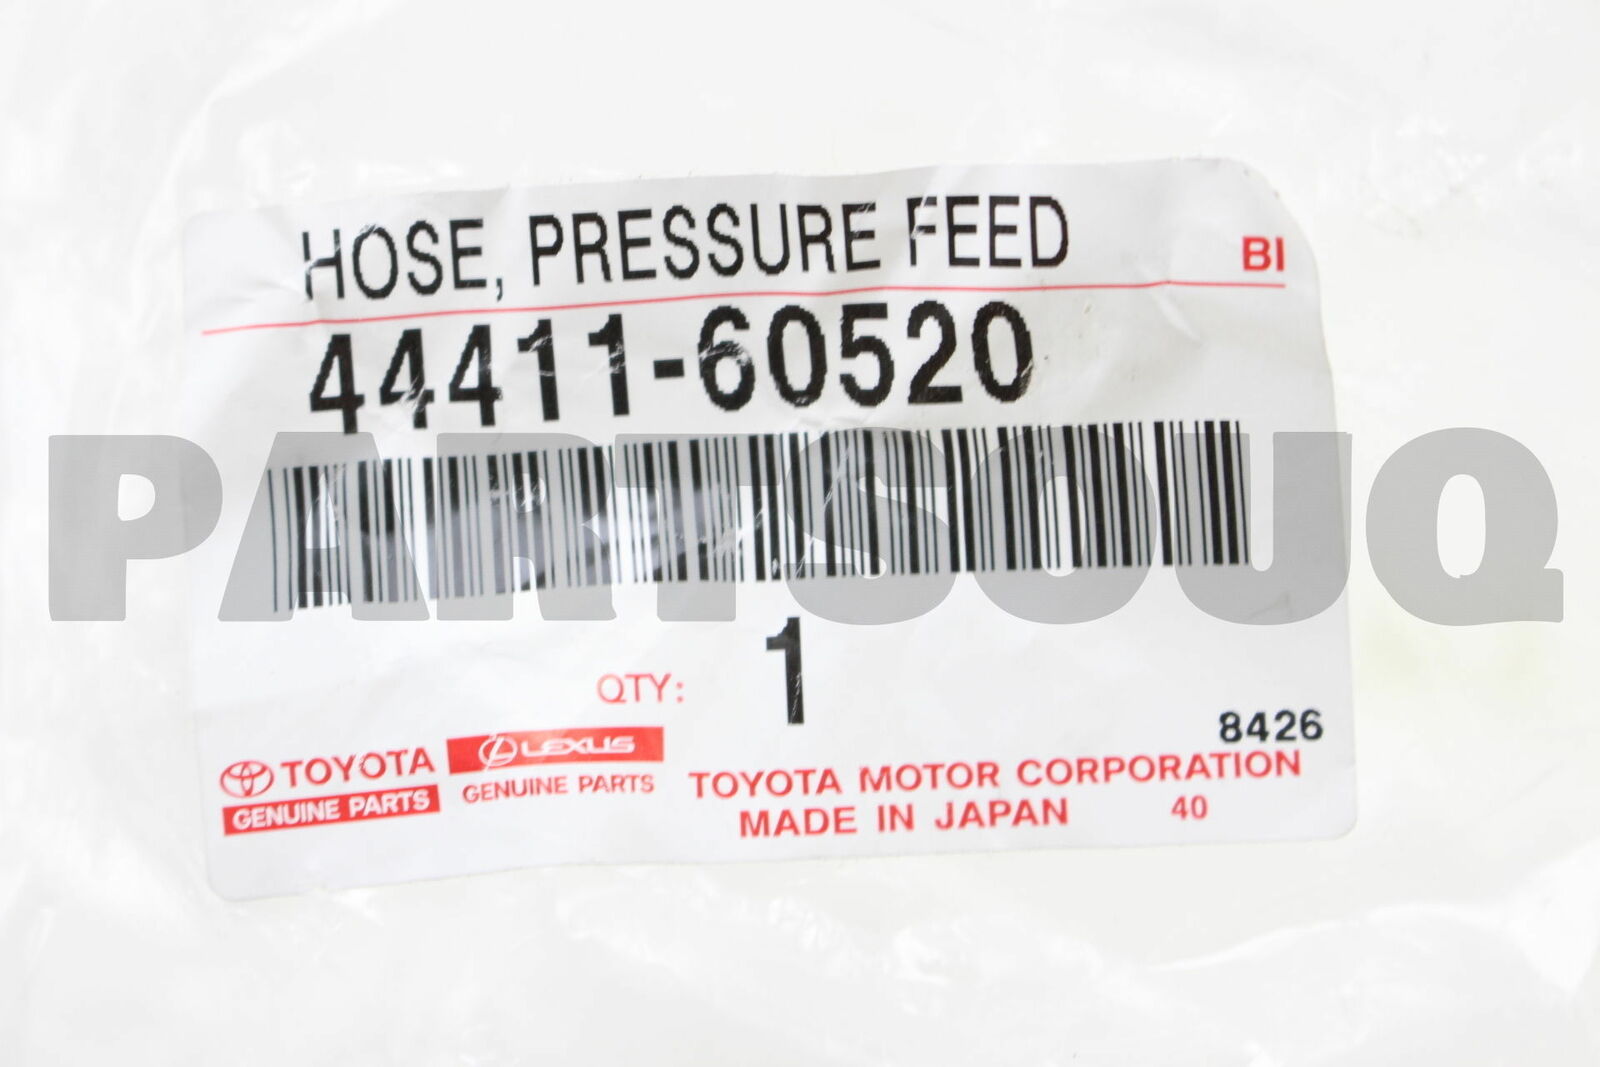 HOSE, PRESSURE FEED
BI
44411-60520
PARTSOUQ
QTY: 1
8426
TOYOTA
GENUINE PARTS
LEXUS
GENUINE PARTS
TOYOTA MOTOR CORPORATION
MADE IN JAPAN 40